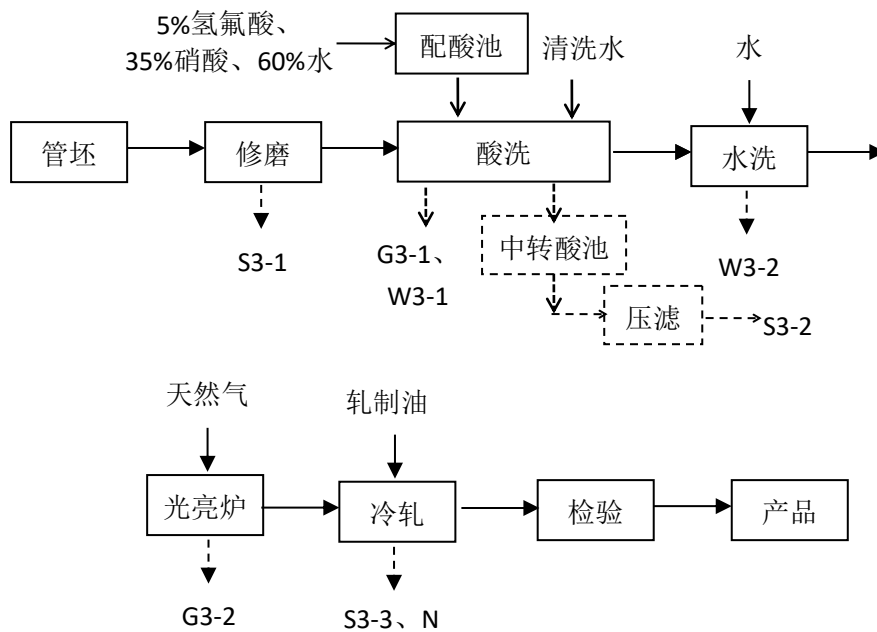 5%氢氟酸、
35%硝酸、60%水
配酸池
清洗水
水
管坯
修磨
酸洗
水洗
S3-1
G3-1、
W3-1
中转酸池
W3-2
压滤
S3-2
天然气
轧制油
光亮炉
冷轧
检验
产品
G3-2
S3-3、N